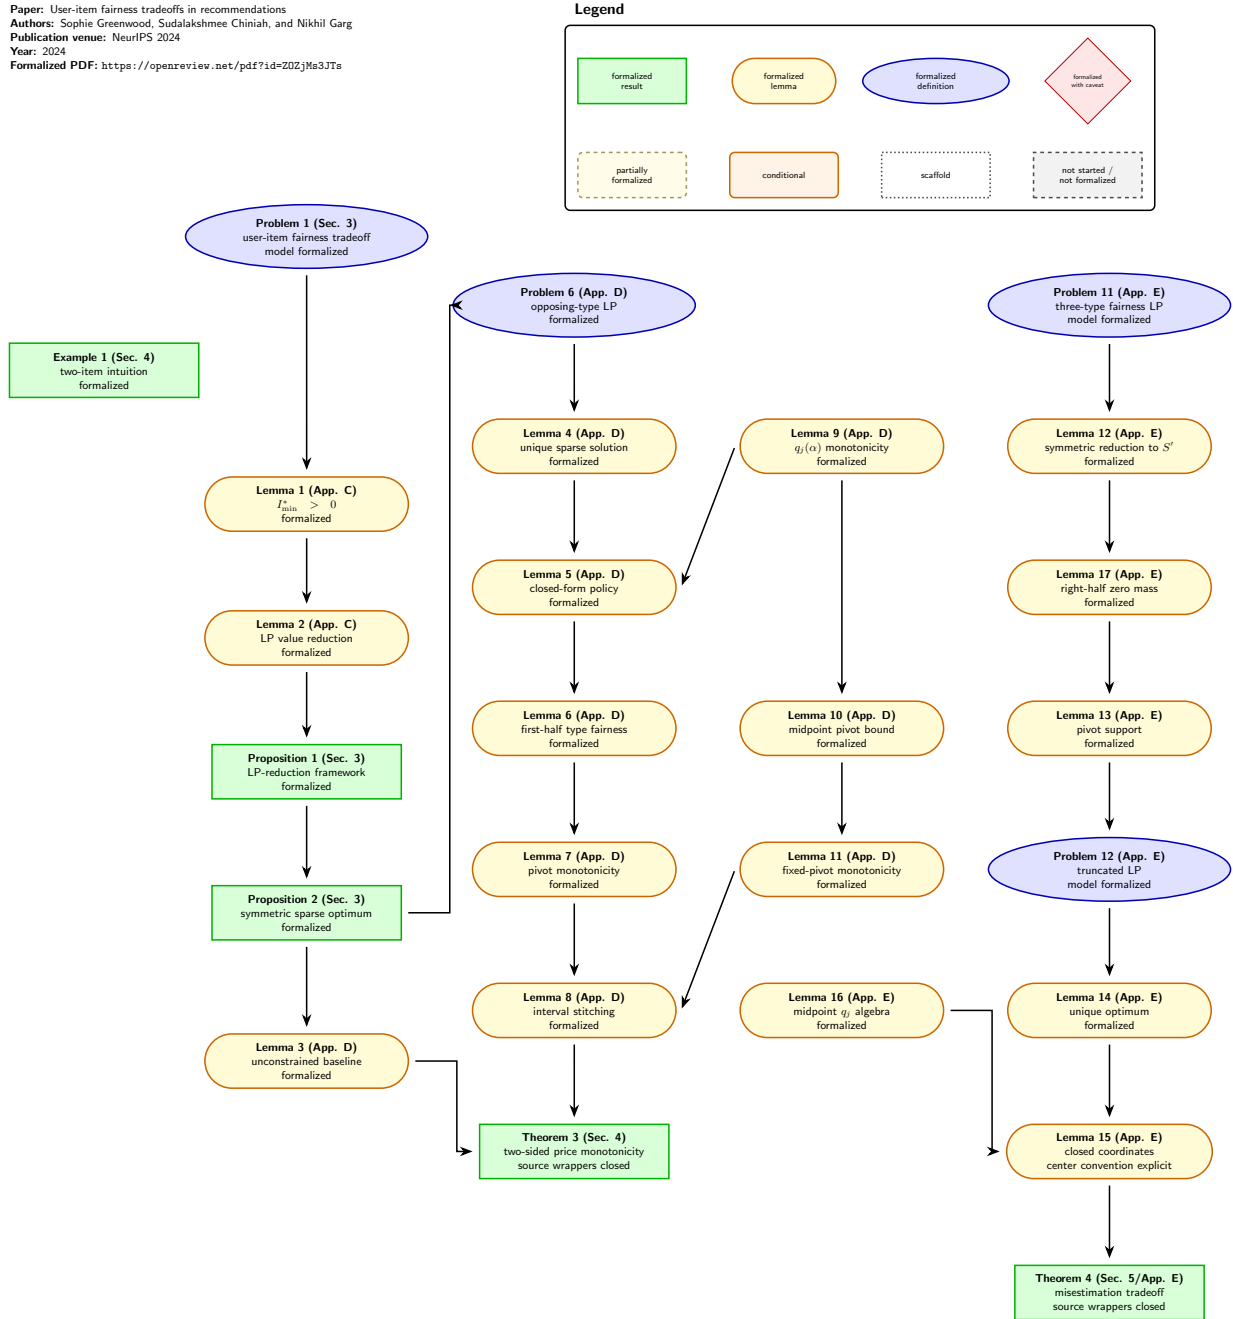 Paper: User-item fairness tradeoffs in recommendations
Authors: Sophie Greenwood, Sudalakshmee Chiniah, and Nikhil Garg
Publication venue: NeurIPS 2024
Year: 2024
Formalized PDF: https://openreview.net/pdf?id=ZOZjMs3JTs
Legend
formalized
result
formalized
lemma
formalized
definition
formalized
with caveat
partially
formalized
conditional
scaffold
not started /
not formalized
Problem 1 (Sec. 3)
user-item fairness tradeoff
model formalized
Problem 6 (App. D)
opposing-type LP
formalized
Problem 11 (App. E)
three-type fairness LP
model formalized
Example 1 (Sec. 4)
two-item intuition
formalized
Lemma 4 (App. D)
unique sparse solution
formalized
Lemma 9 (App. D)
q_j(α) monotonicity
formalized
Lemma 12 (App. E)
symmetric reduction to S′
formalized
Lemma 1 (App. C)
I*_min > 0
formalized
Lemma 5 (App. D)
closed-form policy
formalized
Lemma 17 (App. E)
right-half zero mass
formalized
Lemma 2 (App. C)
LP value reduction
formalized
Lemma 6 (App. D)
first-half type fairness
formalized
Lemma 10 (App. D)
midpoint pivot bound
formalized
Lemma 13 (App. E)
pivot support
formalized
Proposition 1 (Sec. 3)
LP-reduction framework
formalized
Lemma 7 (App. D)
pivot monotonicity
formalized
Lemma 11 (App. D)
fixed-pivot monotonicity
formalized
Problem 12 (App. E)
truncated LP
model formalized
Proposition 2 (Sec. 3)
symmetric sparse optimum
formalized
Lemma 8 (App. D)
interval stitching
formalized
Lemma 16 (App. E)
midpoint q_j algebra
formalized
Lemma 14 (App. E)
unique optimum
formalized
Lemma 3 (App. D)
unconstrained baseline
formalized
Theorem 3 (Sec. 4)
two-sided price monotonicity
source wrappers closed
Lemma 15 (App. E)
closed coordinates
center convention explicit
Theorem 4 (Sec. 5/App. E)
misestimation tradeoff
source wrappers closed